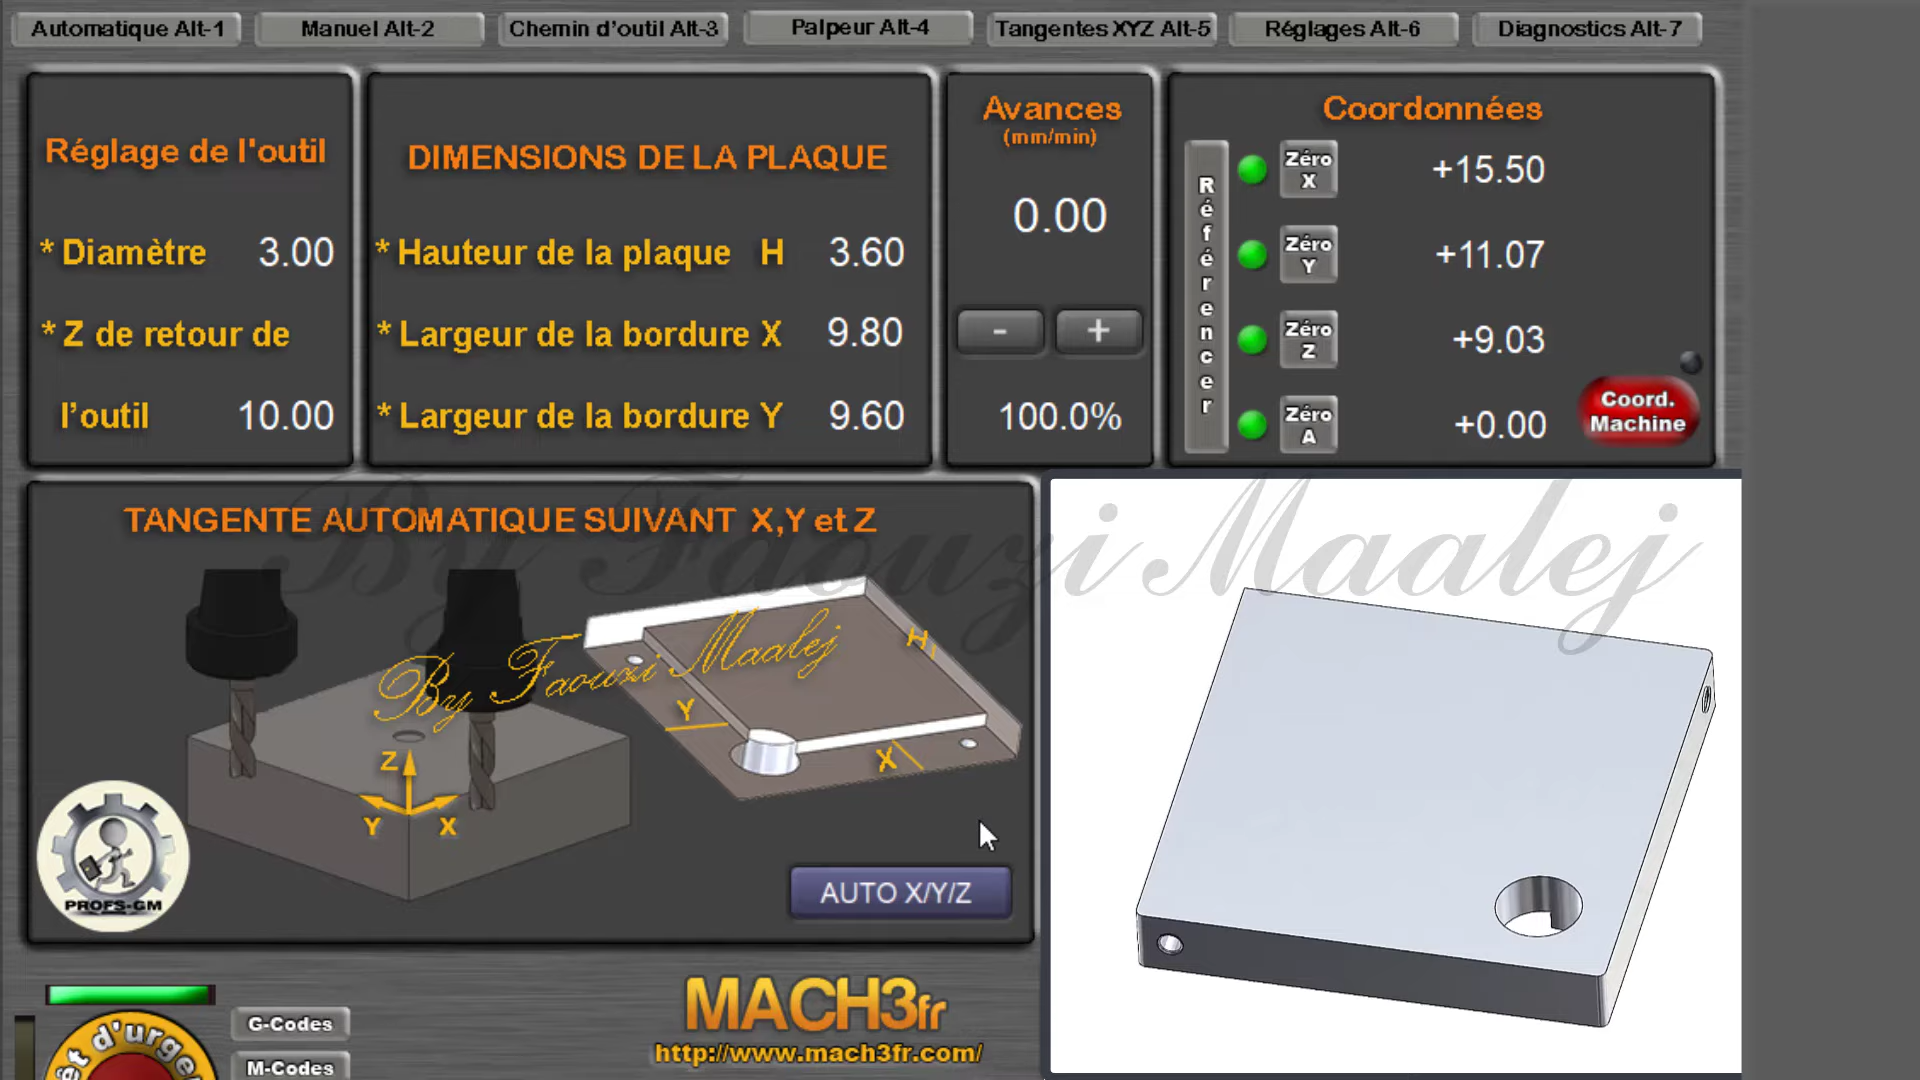 Automatique Alt-1
Manuel Alt-2
Chemin d'outil Alt-3
Palpeur Alt-4
Tangentes XYZ Alt-5
Réglages Alt-6
Diagnostics Alt-7
Réglage de l'outil
* Diamètre 3.00
* Z de retour de
l'outil 10.00
DIMENSIONS DE LA PLAQUE
* Hauteur de la plaque H 3.60
* Largeur de la bordure X 9.80
* Largeur de la bordure Y 9.60
Avances
(mm/min)
0.00
- +
100.0%
Coordonnées
Référencer
Zéro X +15.50
Zéro Y +11.07
Zéro Z +9.03
Zéro A +0.00
Coord. Machine
TANGENTE AUTOMATIQUE SUIVANT X,Y et Z
By Faouzi Maalej
By Faouzi Maalej
H
Y
X
Z
Y X
PROFS-GM
AUTO X/Y/Z
G-Codes
M-Codes
MACH3fr
http://www.mach3fr.com/